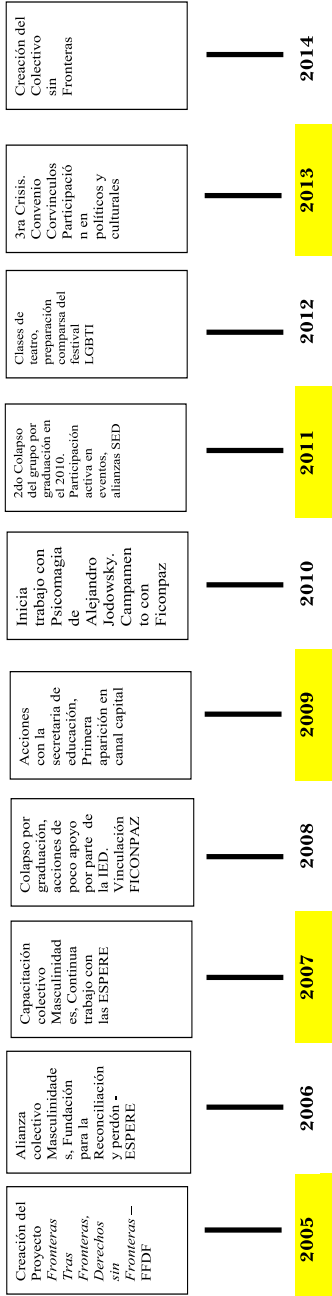 Creación del
Proyecto
Fronteras
Tras
Fronteras,
Derechos
sin
Fronteras –
FFDF
2005
Alianza
colectivo
Masculinidade
s, Fundación
para la
Reconciliación
y perdón -
ESPERE
2006
Capacitación
colectivo
Masculinidad
es, Continua
trabajo con
las ESPERE
2007
Colapso por
graduación,
acciones de
poco apoyo
por parte de
la IED.
Vinculación
FICONPAZ
2008
Acciones
con la
secretaria de
educación,
Primera
aparición en
canal capital
2009
Inicia
trabajo con
Psicomagia
de
Alejandro
Jodowsky.
Campamen
to con
Ficonpaz
2010
2do Colapso
del grupo por
graduación en
el 2010.
Participación
activa en
eventos,
alianzas SED
2011
Clases de
teatro,
preparación
comparsa del
festival
LGBTI
2012
3ra Crisis.
Convenio
Corvinculos
Participació
n en
políticos y
culturales
2013
Creación del
Colectivo
sin
Fronteras
2014